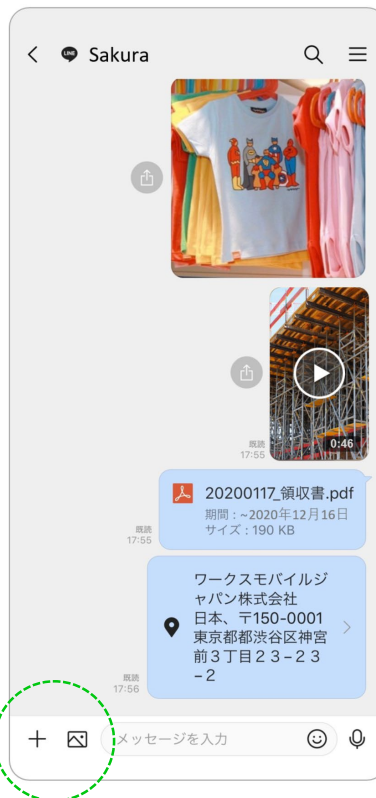 LINE Sakura
0:46
既読
17:55
20200117_領収書.pdf
期間：~2020年12月16日
サイズ：190 KB
既読
17:55
ワークスモバイルジ
ャパン株式会社
日本、〒150-0001
東京都都渋谷区神宮
前３丁目２３−２３
−２
既読
17:56
メッセージを入力